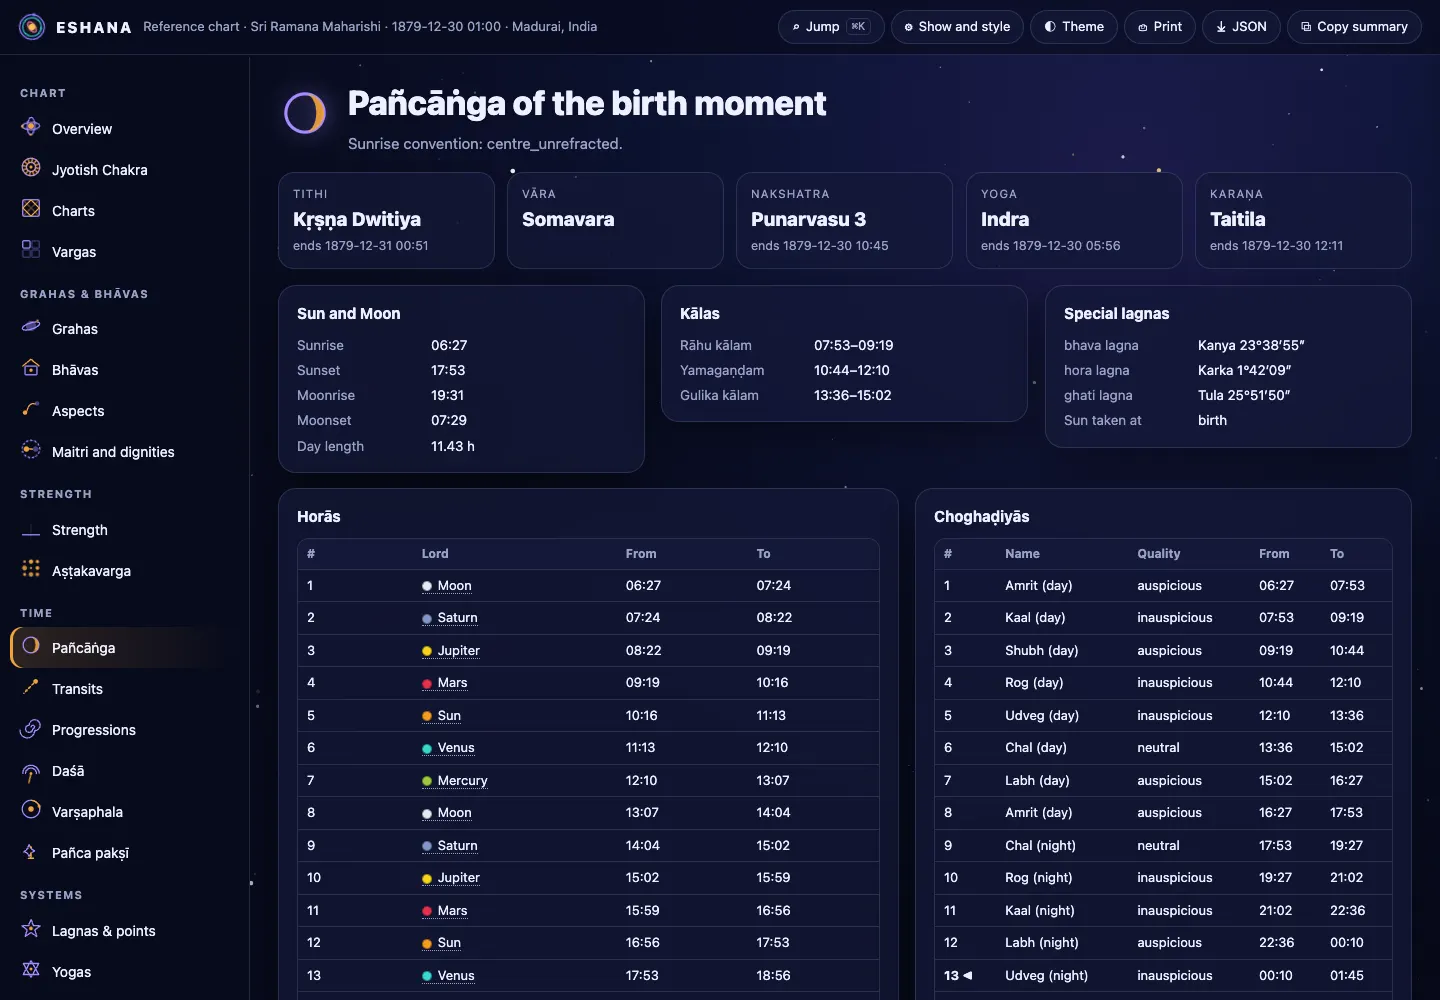 ESHANA Reference chart · Sri Ramana Maharishi · 1879-12-30 01:00 · Madurai, India
Jump ⌘K
Show and style
Theme
Print
JSON
Copy summary
CHART
Overview
Jyotish Chakra
Charts
Vargas
GRAHAS & BHĀVAS
Grahas
Bhāvas
Aspects
Maitri and dignities
STRENGTH
Strength
Aṣṭakavarga
TIME
Pañcāṅga
Transits
Progressions
Daśā
Varṣaphala
Pañca pakṣī
SYSTEMS
Lagnas & points
Yogas
Pañcāṅga of the birth moment
Sunrise convention: centre_unrefracted.
TITHI
Kṛṣṇa Dwitiya
ends 1879-12-31 00:51
VĀRA
Somavara
NAKSHATRA
Punarvasu 3
ends 1879-12-30 10:45
YOGA
Indra
ends 1879-12-30 05:56
KARAṆA
Taitila
ends 1879-12-30 12:11
Sun and Moon
Sunrise 06:27
Sunset 17:53
Moonrise 19:31
Moonset 07:29
Day length 11.43 h
Kālas
Rāhu kālam 07:53–09:19
Yamagaṇḍam 10:44–12:10
Gulika kālam 13:36–15:02
Special lagnas
bhava lagna Kanya 23°38′55″
hora lagna Karka 1°42′09″
ghati lagna Tula 25°51′50″
Sun taken at birth
Horās
# Lord From To
1 Moon 06:27 07:24
2 Saturn 07:24 08:22
3 Jupiter 08:22 09:19
4 Mars 09:19 10:16
5 Sun 10:16 11:13
6 Venus 11:13 12:10
7 Mercury 12:10 13:07
8 Moon 13:07 14:04
9 Saturn 14:04 15:02
10 Jupiter 15:02 15:59
11 Mars 15:59 16:56
12 Sun 16:56 17:53
13 Venus 17:53 18:56
Choghaḍiyās
# Name Quality From To
1 Amrit (day) auspicious 06:27 07:53
2 Kaal (day) inauspicious 07:53 09:19
3 Shubh (day) auspicious 09:19 10:44
4 Rog (day) inauspicious 10:44 12:10
5 Udveg (day) inauspicious 12:10 13:36
6 Chal (day) neutral 13:36 15:02
7 Labh (day) auspicious 15:02 16:27
8 Amrit (day) auspicious 16:27 17:53
9 Chal (night) neutral 17:53 19:27
10 Rog (night) inauspicious 19:27 21:02
11 Kaal (night) inauspicious 21:02 22:36
12 Labh (night) auspicious 22:36 00:10
13 ◄ Udveg (night) inauspicious 00:10 01:45